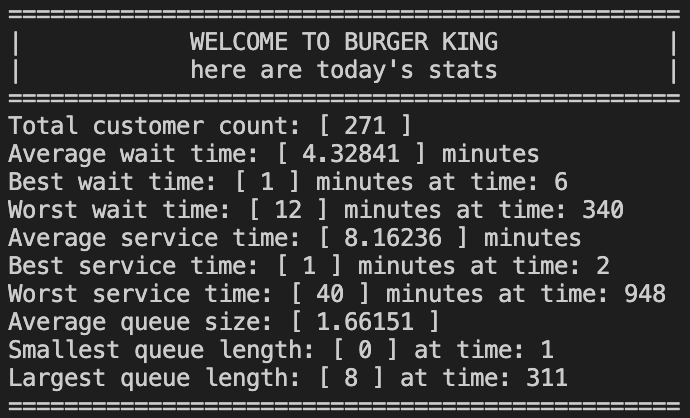 ================================================
| WELCOME TO BURGER KING |
| here are today's stats |
================================================
Total customer count: [ 271 ]
Average wait time: [ 4.32841 ] minutes
Best wait time: [ 1 ] minutes at time: 6
Worst wait time: [ 12 ] minutes at time: 340
Average service time: [ 8.16236 ] minutes
Best service time: [ 1 ] minutes at time: 2
Worst service time: [ 40 ] minutes at time: 948
Average queue size: [ 1.66151 ]
Smallest queue length: [ 0 ] at time: 1
Largest queue length: [ 8 ] at time: 311
================================================